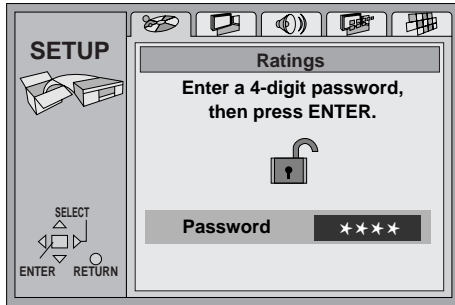 SETUP
Ratings
Enter a 4-digit password,
then press ENTER.
Password ****
SELECT
ENTER RETURN